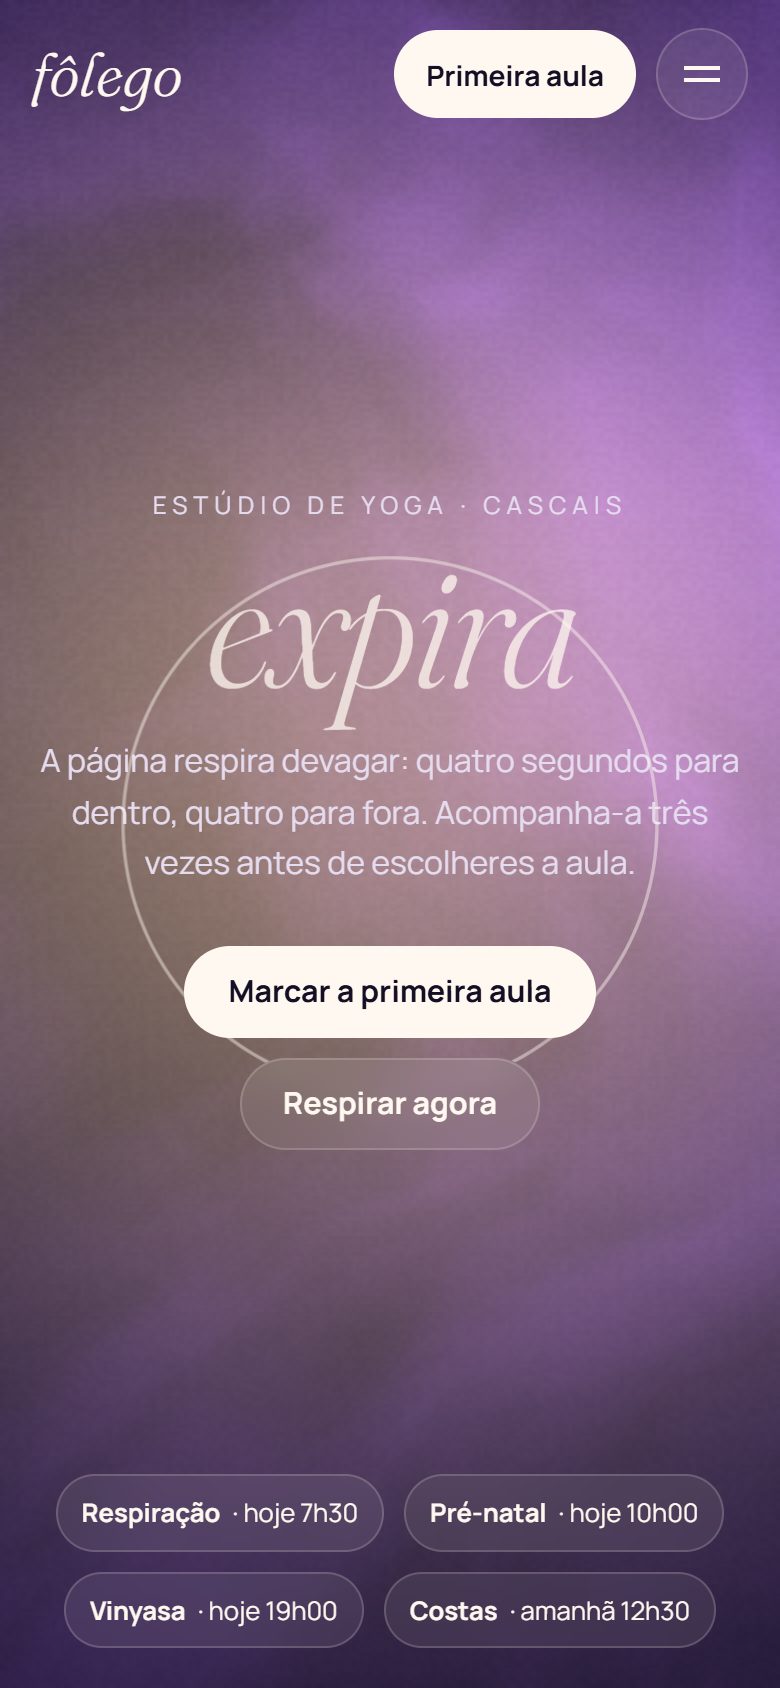 fôlego
Primeira aula
ESTÚDIO DE YOGA · CASCAIS
expira
A página respira devagar: quatro segundos para
dentro, quatro para fora. Acompanha-a três
vezes antes de escolheres a aula.
Marcar a primeira aula
Respirar agora
Respiração · hoje 7h30
Pré-natal · hoje 10h00
Vinyasa · hoje 19h00
Costas · amanhã 12h30